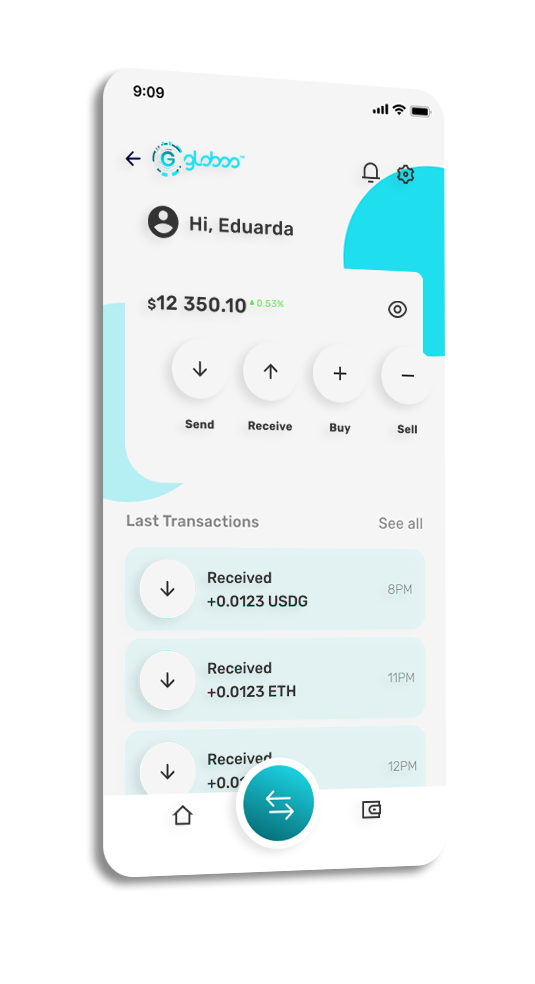 9:09
G globoo™
Hi, Eduarda
$12 350.10 ▲0.53%
Send Receive Buy Sell
Last Transactions See all
Received
+0.0123 USDG
8PM
Received
+0.0123 ETH
11PM
Received
12PM
+0.0